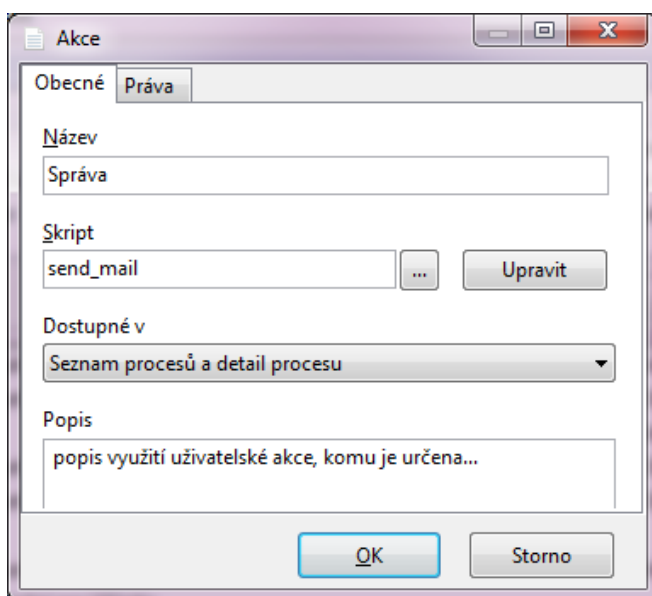 Akce
Obecné Práva
Název
Správa
Skript
send_mail ... Upravit
Dostupné v
Seznam procesů a detail procesu
Popis
popis využití uživatelské akce, komu je určena...
OK Storno